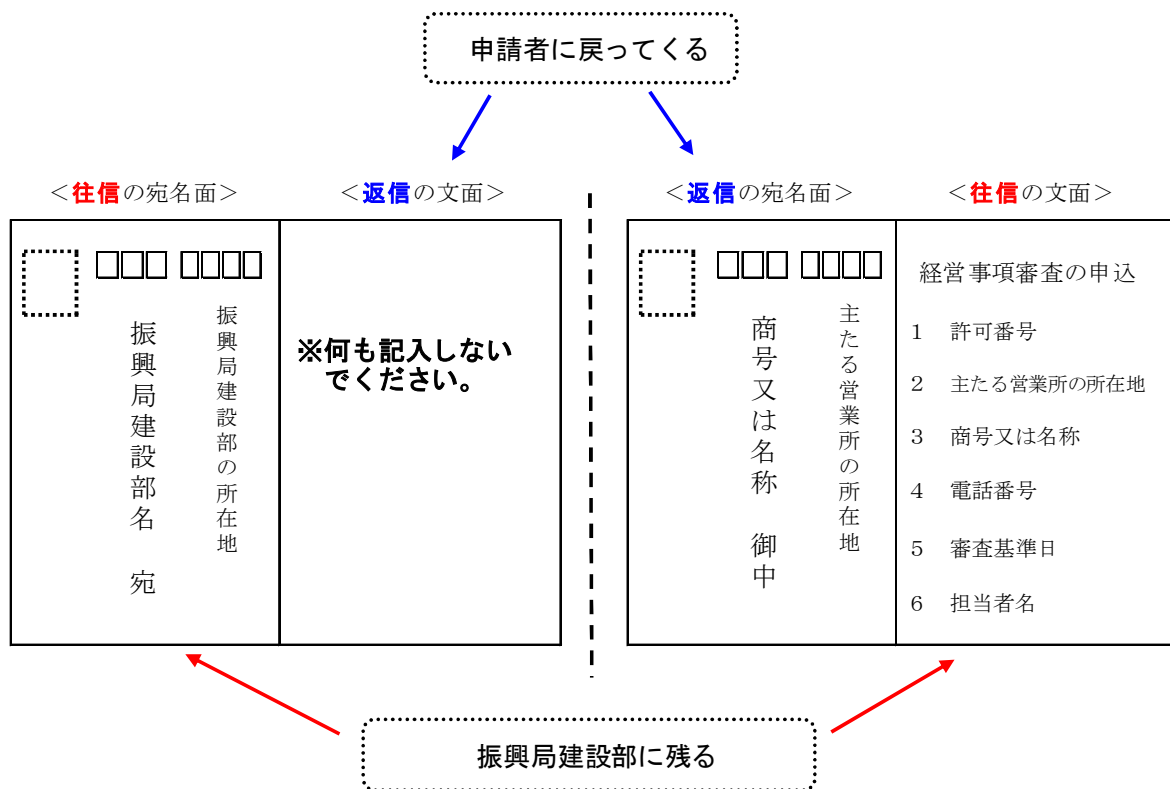 申請者に戻ってくる
＜往信の宛名面＞
＜返信の文面＞
＜返信の宛名面＞
＜往信の文面＞
振興局建設部の所在地
振興局建設部名　宛
※何も記入しない
でください。
主たる営業所の所在地
商号又は名称　御中
経営事項審査の申込
1　許可番号
2　主たる営業所の所在地
3　商号又は名称
4　電話番号
5　審査基準日
6　担当者名
振興局建設部に残る